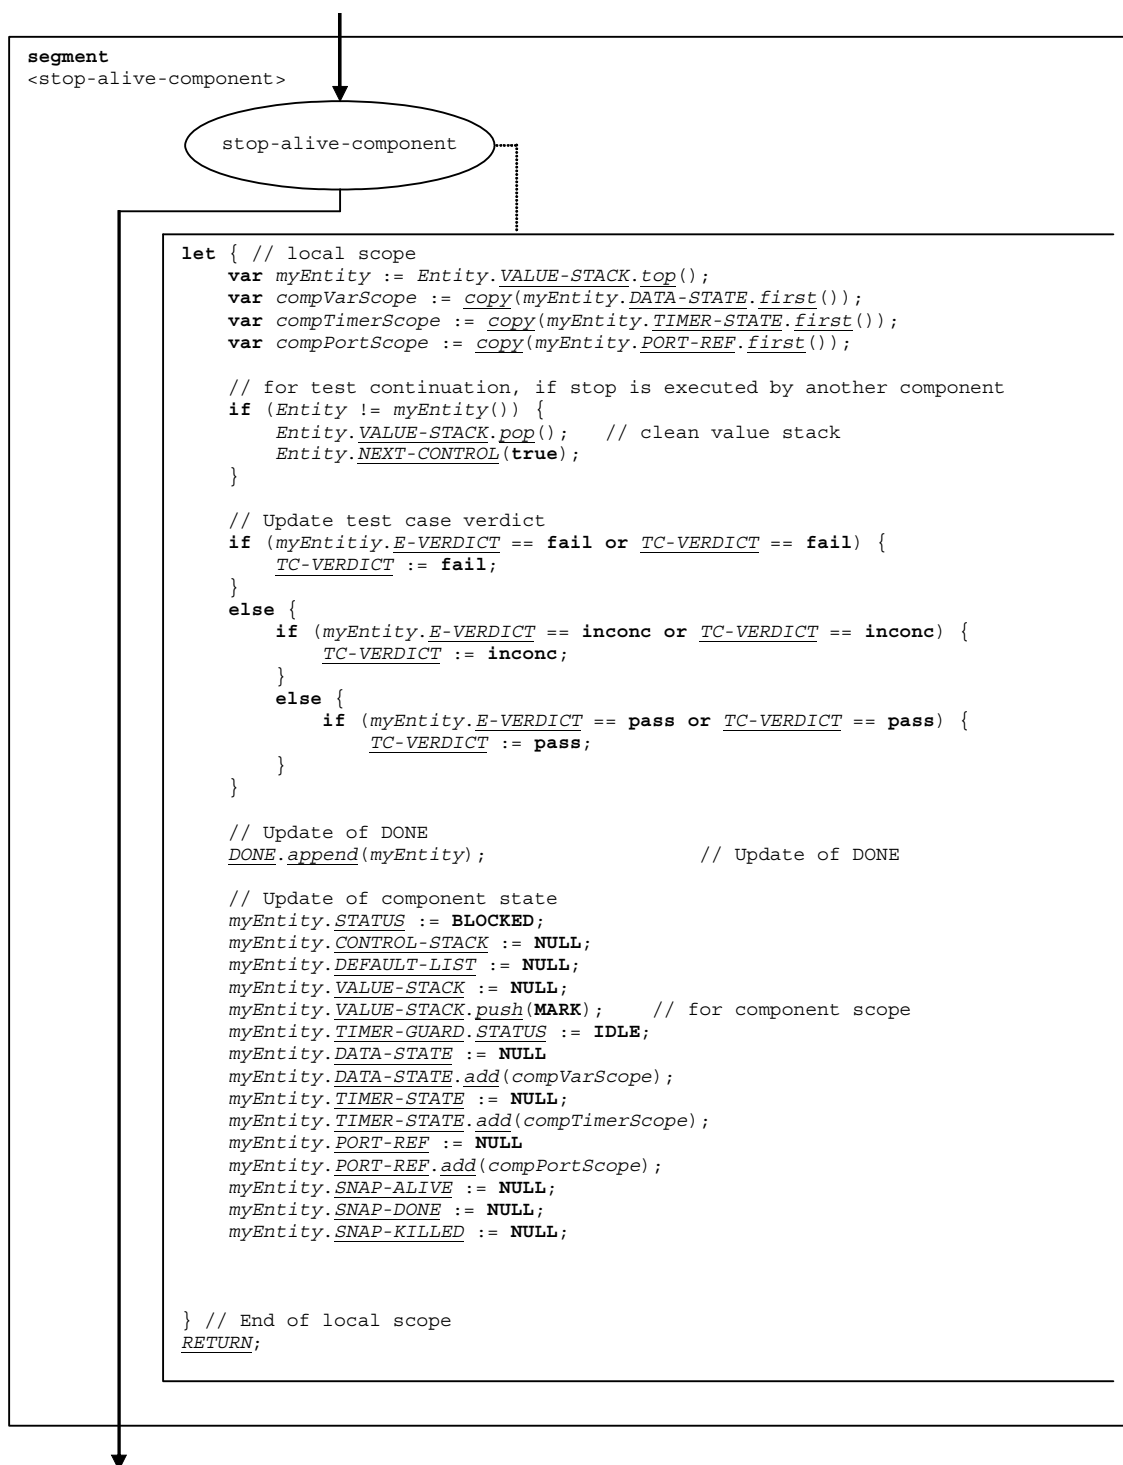 segment
<stop-alive-component>
stop-alive-component
let { // local scope
var myEntity := Entity.VALUE-STACK.top();
var compVarScope := copy(myEntity.DATA-STATE.first());
var compTimerScope := copy(myEntity.TIMER-STATE.first());
var compPortScope := copy(myEntity.PORT-REF.first());
// for test continuation, if stop is executed by another component
if (Entity != myEntity()) {
Entity.VALUE-STACK.pop(); // clean value stack
Entity.NEXT-CONTROL(true);
}
// Update test case verdict
if (myEntitiy.E-VERDICT == fail or TC-VERDICT == fail) {
TC-VERDICT := fail;
}
else {
if (myEntity.E-VERDICT == inconc or TC-VERDICT == inconc) {
TC-VERDICT := inconc;
}
else {
if (myEntity.E-VERDICT == pass or TC-VERDICT == pass) {
TC-VERDICT := pass;
}
}
// Update of DONE
DONE.append(myEntity); // Update of DONE
// Update of component state
myEntity.STATUS := BLOCKED;
myEntity.CONTROL-STACK := NULL;
myEntity.DEFAULT-LIST := NULL;
myEntity.VALUE-STACK := NULL;
myEntity.VALUE-STACK.push(MARK); // for component scope
myEntity.TIMER-GUARD.STATUS := IDLE;
myEntity.DATA-STATE := NULL
myEntity.DATA-STATE.add(compVarScope);
myEntity.TIMER-STATE := NULL;
myEntity.TIMER-STATE.add(compTimerScope);
myEntity.PORT-REF := NULL
myEntity.PORT-REF.add(compPortScope);
myEntity.SNAP-ALIVE := NULL;
myEntity.SNAP-DONE := NULL;
myEntity.SNAP-KILLED := NULL;
} // End of local scope
RETURN;